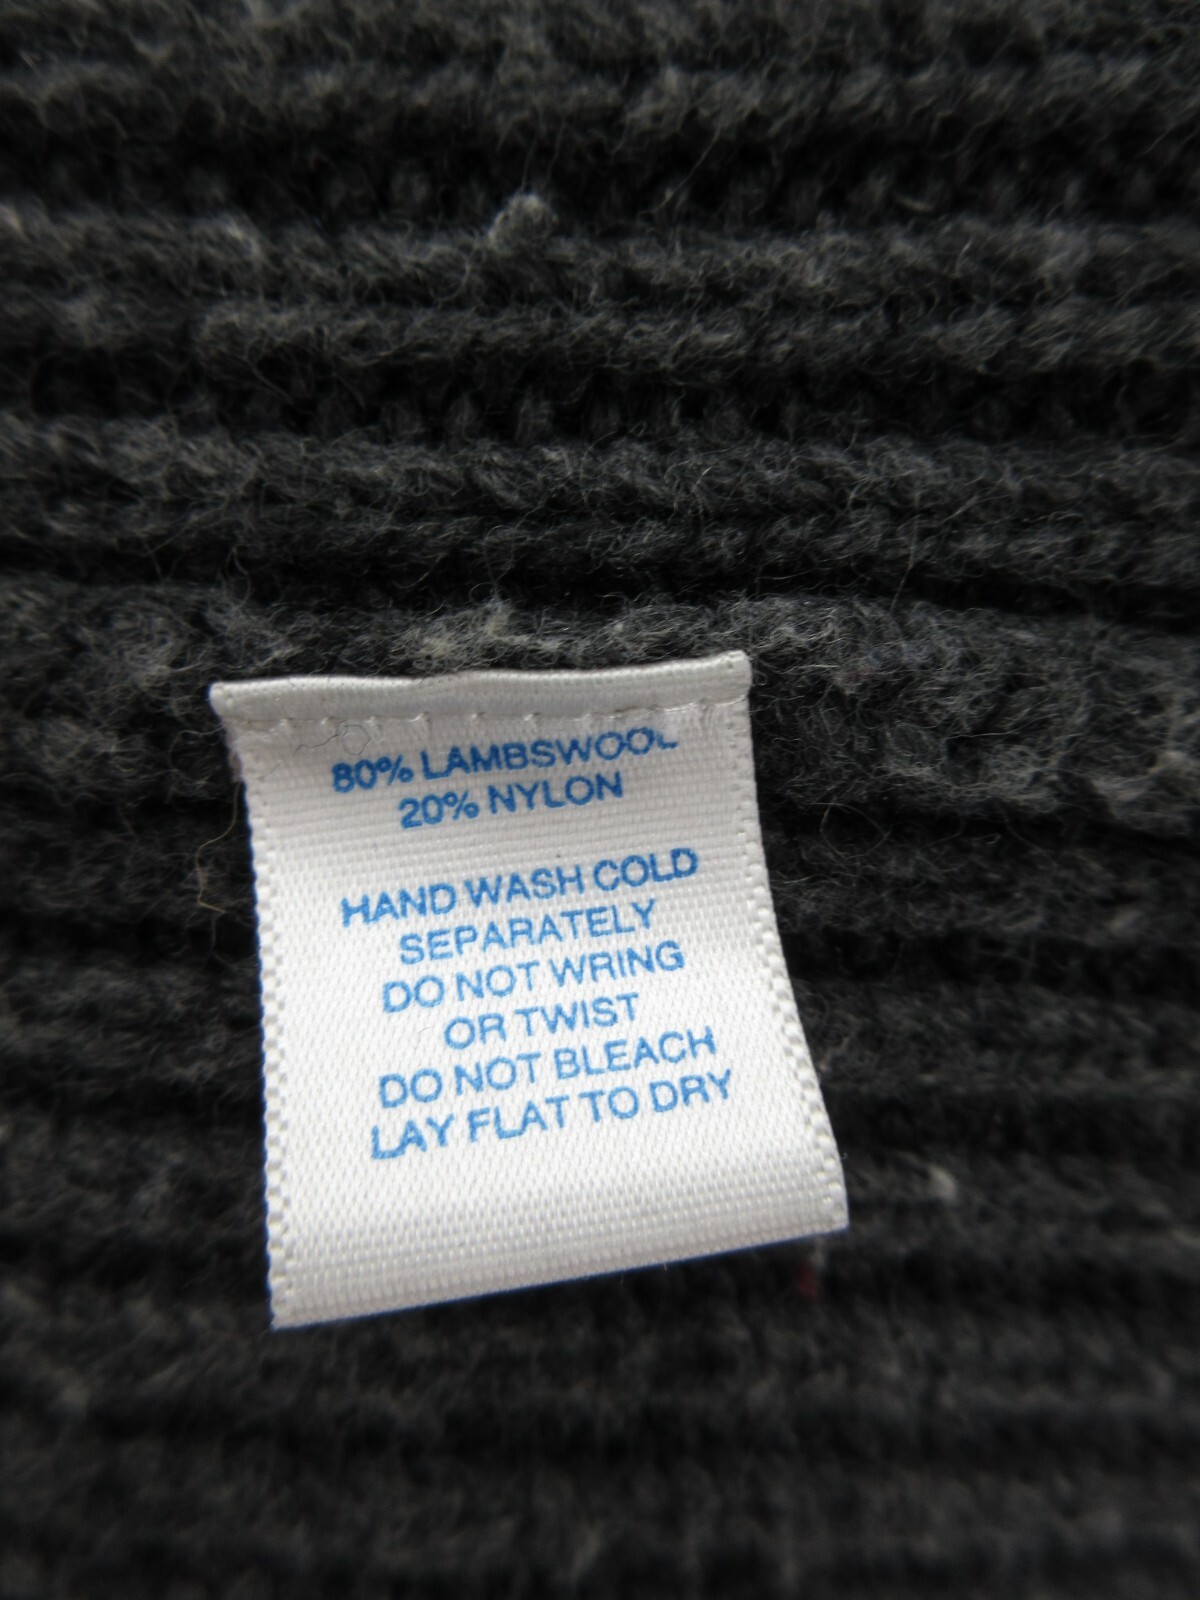 80% LAMBSWOOL
20% NYLON
HAND WASH COLD
SEPARATELY
DO NOT WRING
OR TWIST
DO NOT BLEACH
LAY FLAT TO DRY